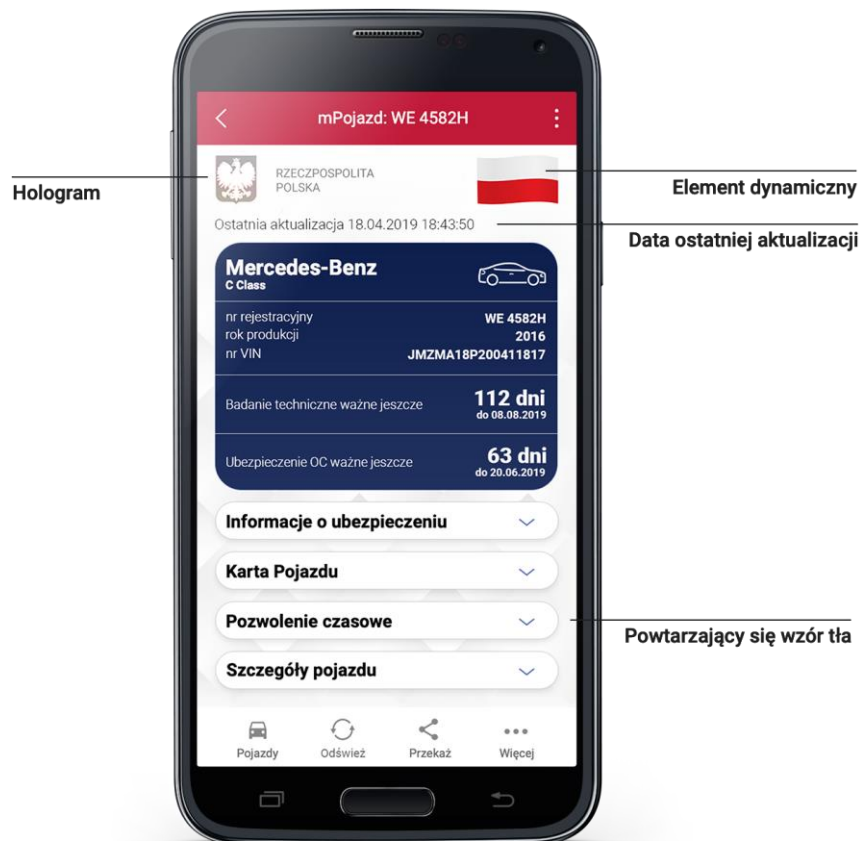 mPojazd: WE 4582H
RZECZPOSPOLITA
POLSKA
Hologram
Element dynamiczny
Ostatnia aktualizacja 18.04.2019 18:43:50
Data ostatniej aktualizacji
Mercedes-Benz
C Class
nr rejestracyjny WE 4582H
rok produkcji 2016
nr VIN JMZMA18P200411817
Badanie techniczne ważne jeszcze 112 dni
do 08.08.2019
Ubezpieczenie OC ważne jeszcze 63 dni
do 20.06.2019
Informacje o ubezpieczeniu
Karta Pojazdu
Pozwolenie czasowe
Powtarzający się wzór tła
Szczegóły pojazdu
Pojazdy Odśwież Przekaż Więcej